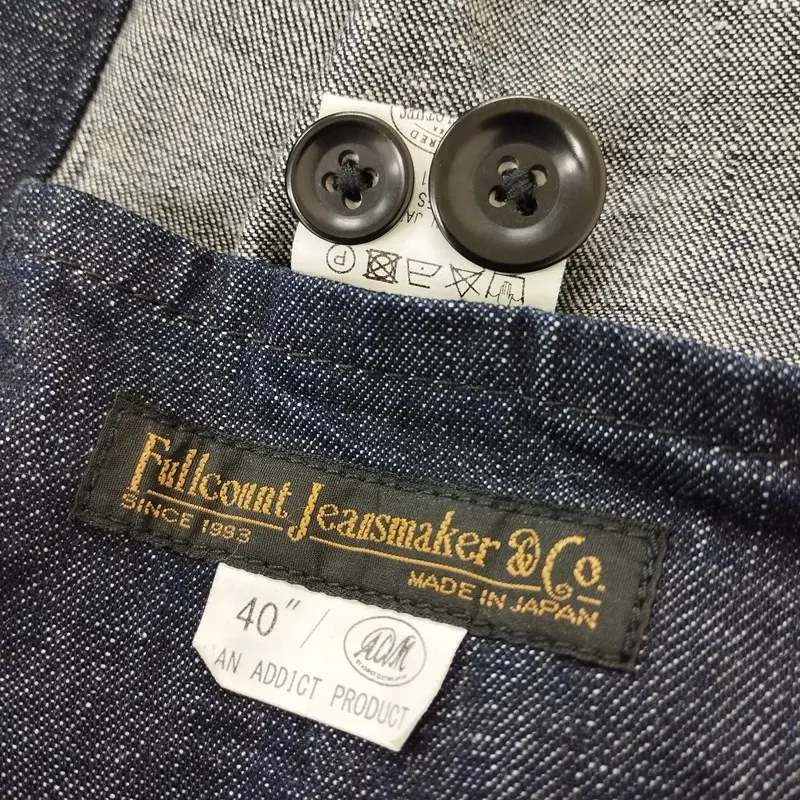 Fullcount Jeansmaker & Co.
SINCE 1993
MADE IN JAPAN
40" / ADM
AN ADDICT PRODUCT
P